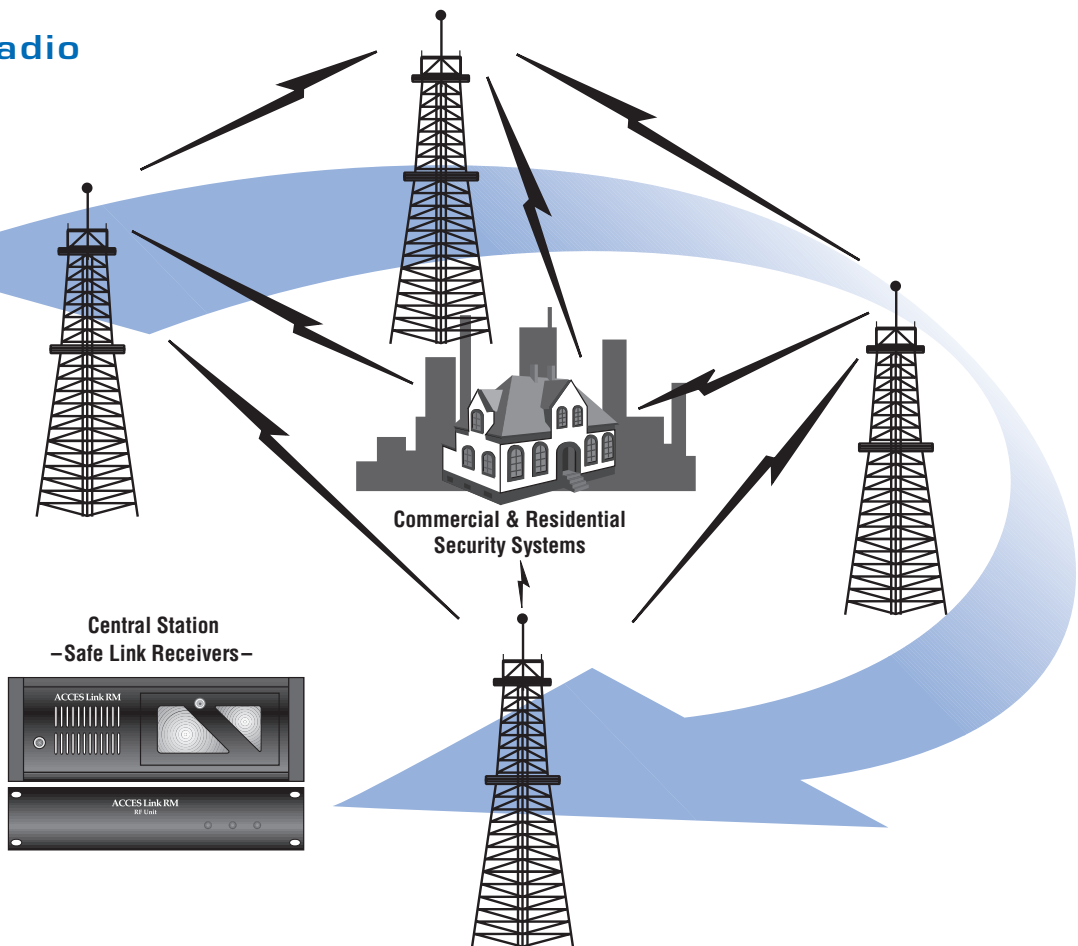 adio
Commercial & Residential
Security Systems
Central Station
–Safe Link Receivers–
ACCES Link RM
ACCES Link RM
RF Unit